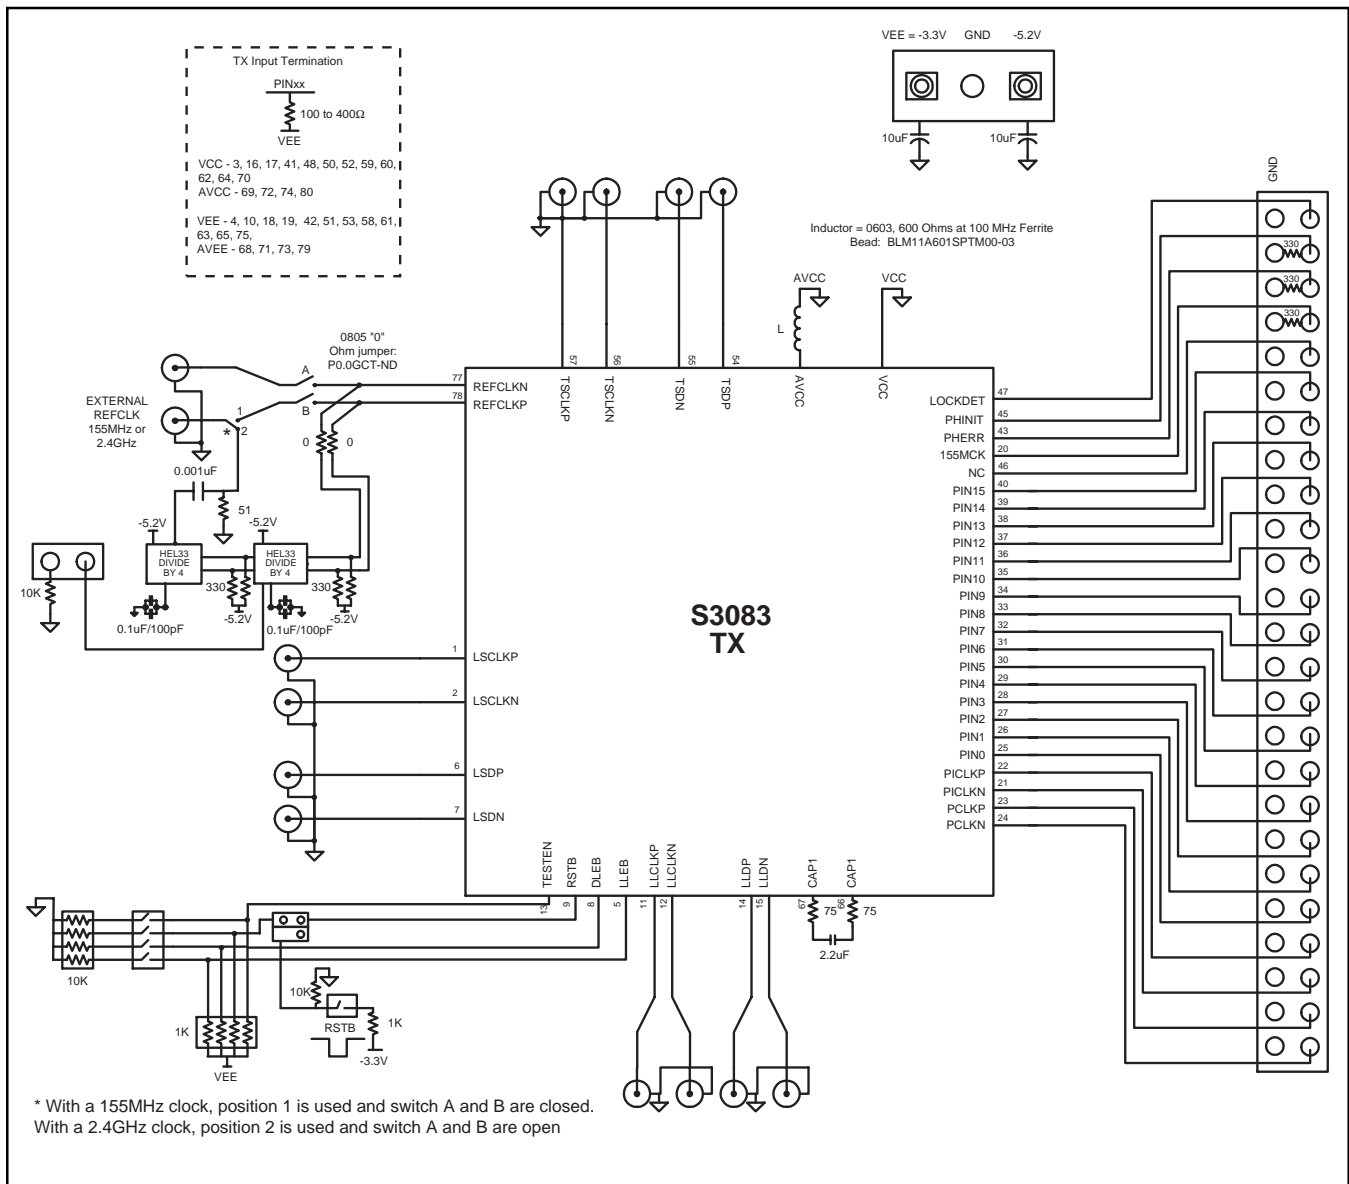 VEE = -3.3V GND -5.2V
10uF 10uF
TX Input Termination
PINxx
100 to 400Ω
VEE
VCC - 3, 16, 17, 41, 48, 50, 52, 59, 60,
62, 64, 70
AVCC - 69, 72, 74, 80
VEE - 4, 10, 18, 19, 42, 51, 53, 58, 61,
63, 65, 75,
AVEE - 68, 71, 73, 79
Inductor = 0603, 600 Ohms at 100 MHz Ferrite
Bead: BLM11A601SPTM00-03
AVCC
VCC
L
GND
330
330
330
0805 "0"
Ohm jumper:
P0.0GCT-ND
A
B
EXTERNAL
REFCLK
155MHz or
2.4GHz
1
* 2
0 0
0.001uF
51
-5.2V
-5.2V
HEL33
DIVIDE
BY 4
HEL33
DIVIDE
BY 4
10K
330
330
-5.2V
-5.2V
0.1uF/100pF
0.1uF/100pF
77 REFCLKN
78 REFCLKP
57 TSCLKP
56 TSCLKN
55 TSDN
54 TSDP
AVCC
VCC
S3083
TX
1 LSCLKP
2 LSCLKN
6 LSDP
7 LSDN
LOCKDET 47
PHINIT 45
PHERR 43
155MCK 20
NC 46
PIN15 40
PIN14 39
PIN13 38
PIN12 37
PIN11 36
PIN10 35
PIN9 34
PIN8 33
PIN7 32
PIN6 31
PIN5 30
PIN4 29
PIN3 28
PIN2 27
PIN1 26
PIN0 25
PICLKP 22
PICLKN 21
PCLKP 23
PCLKN 24
TESTEN 13
RSTB 9
DLEB 8
LLEB 5
LLCLKP 11
LLCLKN 12
LLDP 14
LLDN 15
CAP1 67
CAP1 66
75 75
2.2uF
10K
1K
VEE
10K
RSTB
1K
-3.3V
* With a 155MHz clock, position 1 is used and switch A and B are closed.
With a 2.4GHz clock, position 2 is used and switch A and B are open